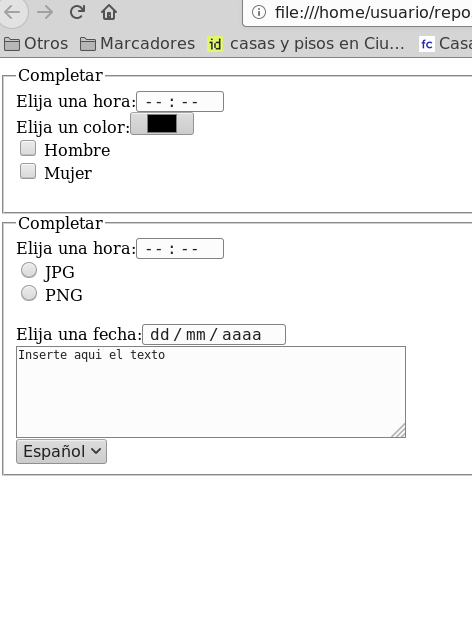 file:///home/usuario/repo
Otros Marcadores id casas y pisos en Ciu... fc Casa
Completar
Elija una hora: --:--
Elija un color:
Hombre
Mujer
Completar
Elija una hora: --:--
JPG
PNG
Elija una fecha: dd/mm/aaaa
Inserte aqui el texto
Español